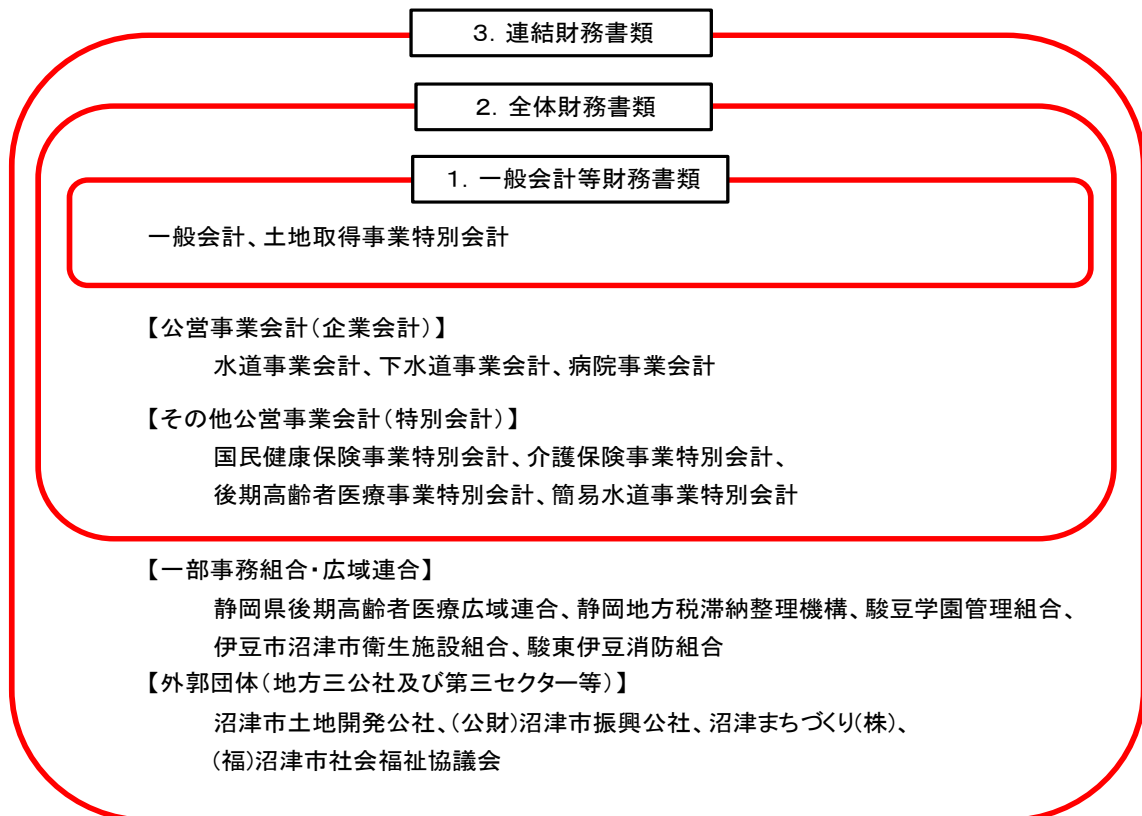 3．連結財務書類
2．全体財務書類
1．一般会計等財務書類
一般会計、土地取得事業特別会計
【公営事業会計（企業会計）】
水道事業会計、下水道事業会計、病院事業会計
【その他公営事業会計（特別会計）】
国民健康保険事業特別会計、介護保険事業特別会計、
後期高齢者医療事業特別会計、簡易水道事業特別会計
【一部事務組合・広域連合】
静岡県後期高齢者医療広域連合、静岡地方税滞納整理機構、駿豆学園管理組合、
伊豆市沼津市衛生施設組合、駿東伊豆消防組合
【外郭団体（地方三公社及び第三セクター等）】
沼津市土地開発公社、(公財)沼津市振興公社、沼津まちづくり(株)、
(福)沼津市社会福祉協議会